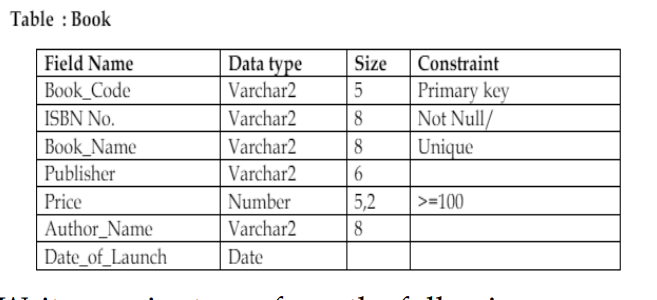 Table : Book
Field Name Data type Size Constraint
Book_Code Varchar2 5 Primary key
ISBN No. Varchar2 8 Not Null/
Book_Name Varchar2 8 Unique
Publisher Varchar2 6
Price Number 5,2 >=100
Author_Name Varchar2 8
Date_of_Launch Date